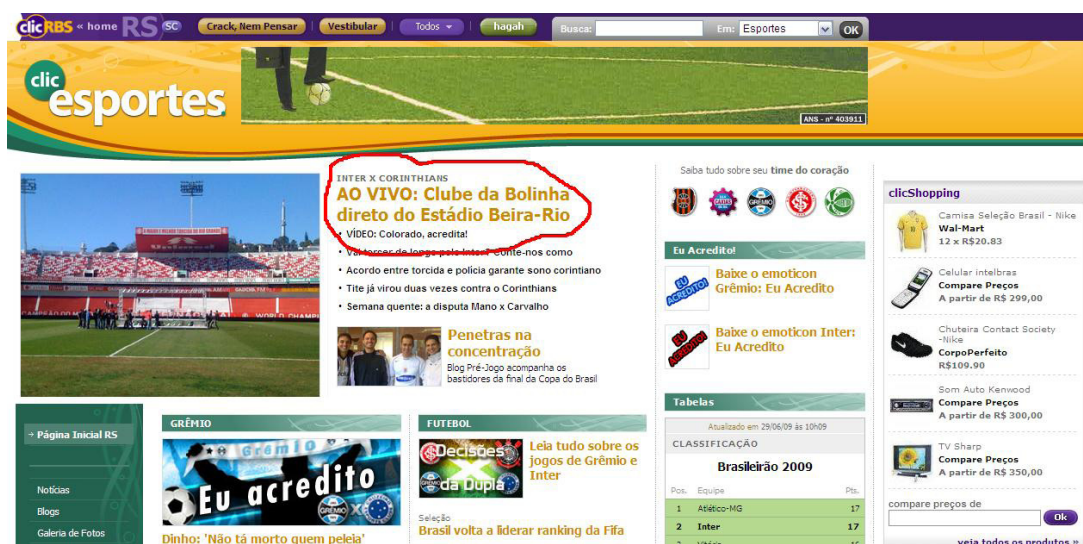 clicRBS « home RS SC Crack, Nem Pensar Vestibular Todos hagah Busca: Em: Esportes OK
clic
esportes
ANS - nº 403911
INTER X CORINTHIANS
AO VIVO: Clube da Bolinha
direto do Estádio Beira-Rio
• VÍDEO: Colorado, acredita!
• Vai torcer de longe pelo Inter? Conte-nos como
• Acordo entre torcida e polícia garante sono corintiano
• Tite já virou duas vezes contra o Corinthians
• Semana quente: a disputa Mano x Carvalho
Penetras na
concentração
Blog Pré-Jogo acompanha os
bastidores da final da Copa do Brasil
Saiba tudo sobre seu time do coração
Eu Acredito!
EU
ACREDITO!
Baixe o emoticon
Grêmio: Eu Acredito
EU
ACREDITO!
Baixe o emoticon Inter:
Eu Acredito
Tabelas
Atualizado em 29/06/09 às 10h09
CLASSIFICAÇÃO
Brasileirão 2009
Pos. Equipe Pts.
1 Atlético-MG 17
2 Inter 17
clicShopping
Camisa Seleção Brasil - Nike
Wal-Mart
12 x R$20.83
Celular intelbras
Compare Preços
A partir de R$ 299,00
Chuteira Contact Society
-Nike
CorpoPerfeito
R$109.90
Som Auto Kenwood
Compare Preços
A partir de R$ 300,00
TV Sharp
Compare Preços
A partir de R$ 350,00
compare preços de
Ok
veja todos os produtos »
→ Página Inicial RS
Notícias
Blogs
Galeria de Fotos
GRÊMIO
Grêmio
Eu acredito
X
Dinho: 'Não tá morto quem peleia'
FUTEBOL
Decisões
da Dupla
Leia tudo sobre os
jogos de Grêmio e
Inter
Seleção
Brasil volta a liderar ranking da Fifa